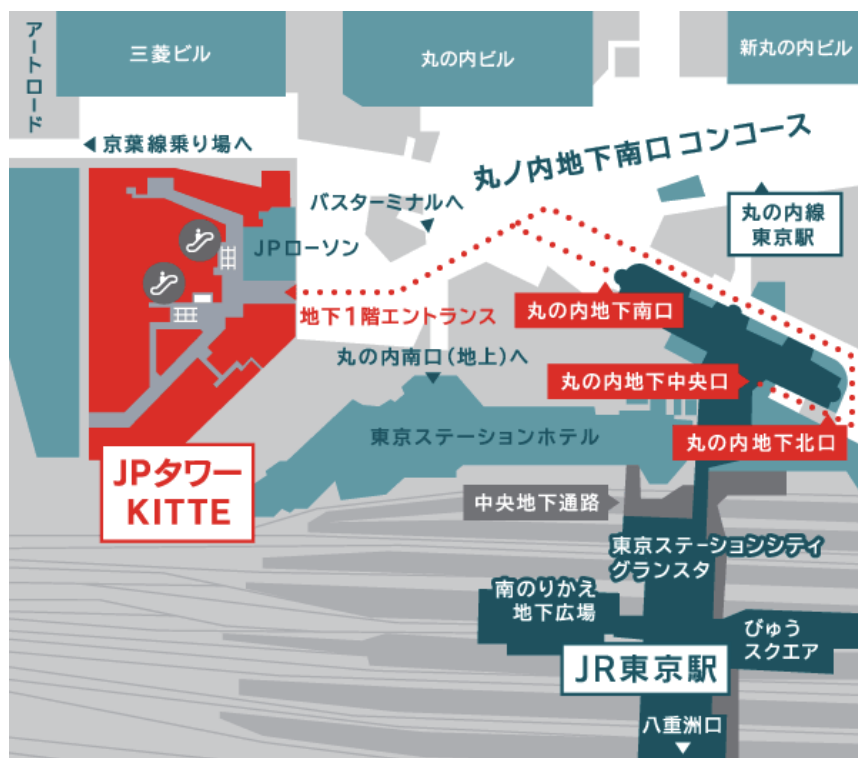 アートロード
三菱ビル
丸の内ビル
新丸の内ビル
京葉線乗り場へ
丸ノ内地下南口 コンコース
バスターミナルへ
丸の内線
東京駅
JPローソン
地下1階エントランス
丸の内地下南口
丸の内南口(地上)へ
丸の内地下中央口
東京ステーションホテル
丸の内地下北口
JPタワー
KITTE
中央地下通路
東京ステーションシティ
グランスタ
南のりかえ
地下広場
びゅう
スクエア
JR東京駅
八重洲口